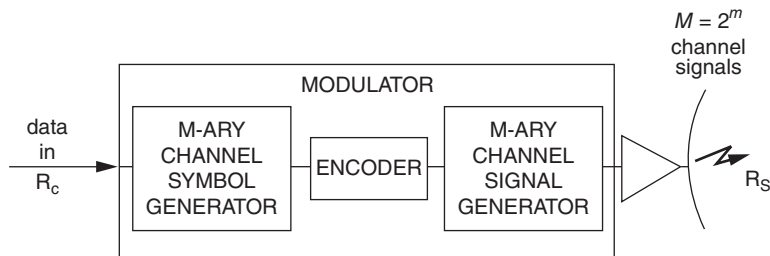 M = 2^m
channel
signals
MODULATOR
data
in
R_c
M-ARY
CHANNEL
SYMBOL
GENERATOR
ENCODER
M-ARY
CHANNEL
SIGNAL
GENERATOR
R_S